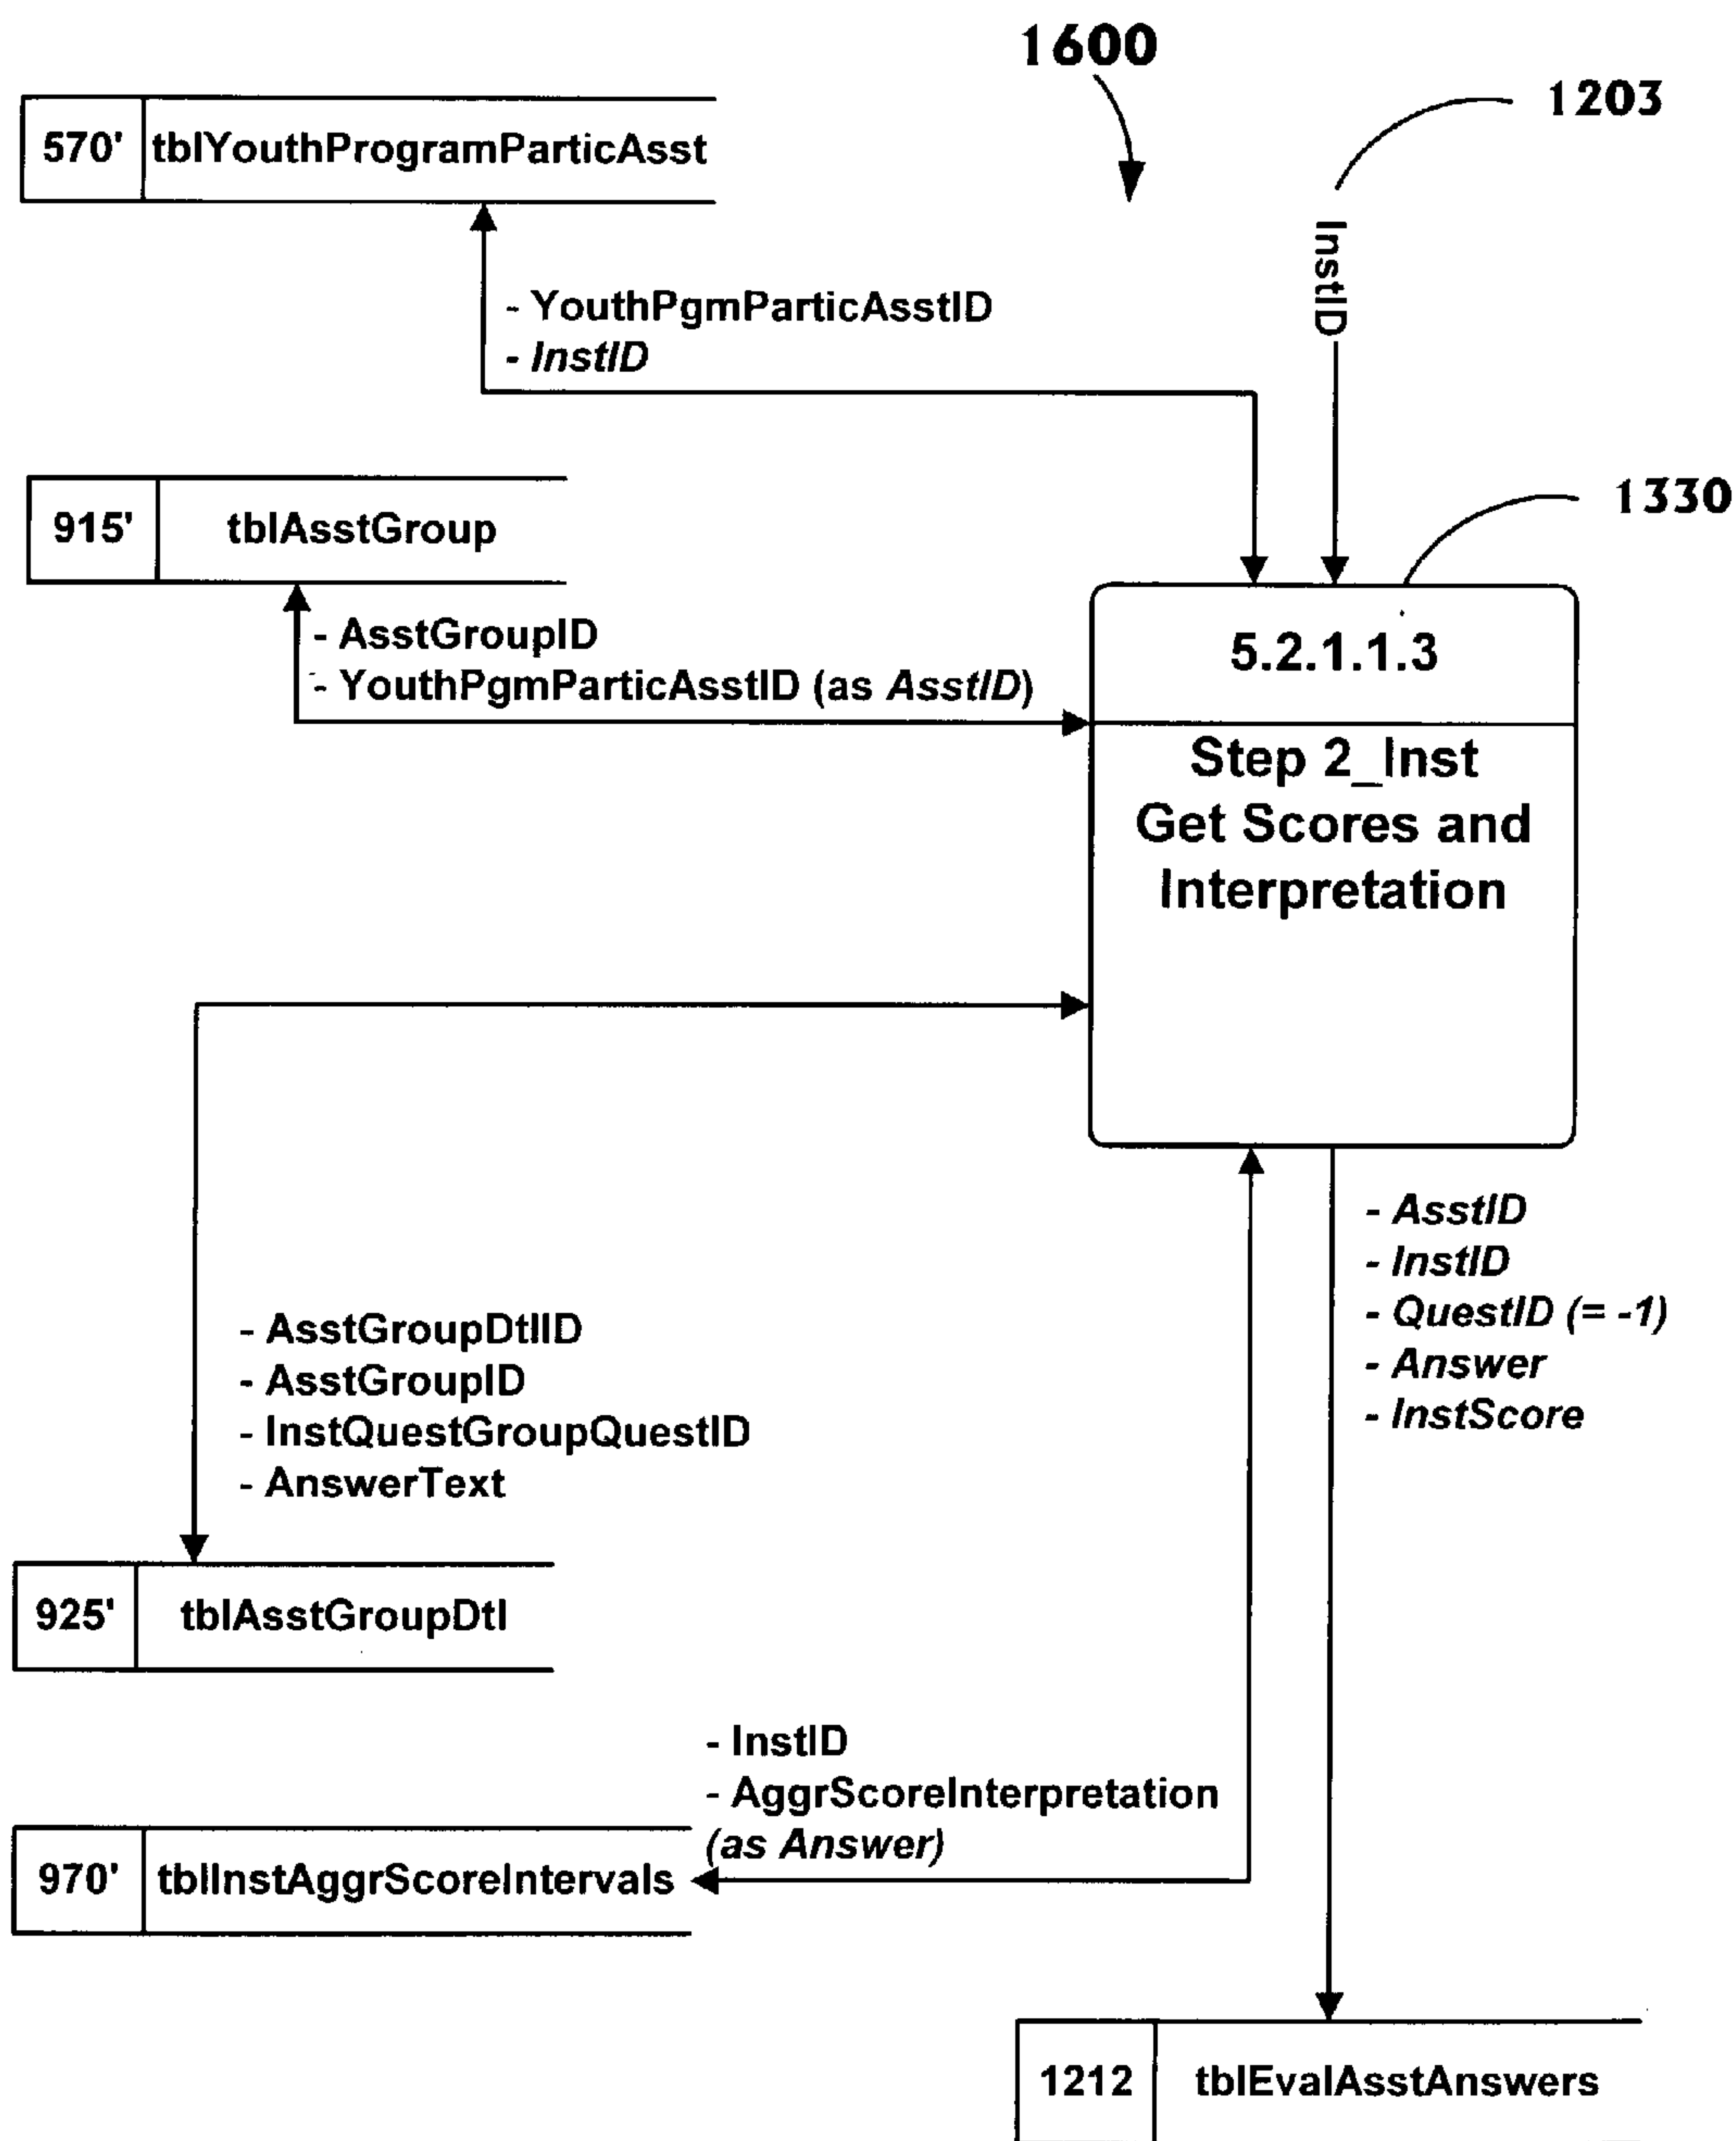 1600
1203
570' tblYouthProgramParticAsst
InstID
- YouthPgmParticAsstID
- InstID
915' tblAsstGroup
1330
- AsstGroupID
- YouthPgmParticAsstID (as AsstID)
5.2.1.1.3
Step 2_Inst
Get Scores and
Interpretation
- AsstID
- InstID
- QuestID (= -1)
- Answer
- InstScore
- AsstGroupDtlID
- AsstGroupID
- InstQuestGroupQuestID
- AnswerText
925' tblAsstGroupDtl
- InstID
- AggrScoreInterpretation
(as Answer)
970' tblInstAggrScoreIntervals
1212 tblEvalAsstAnswers